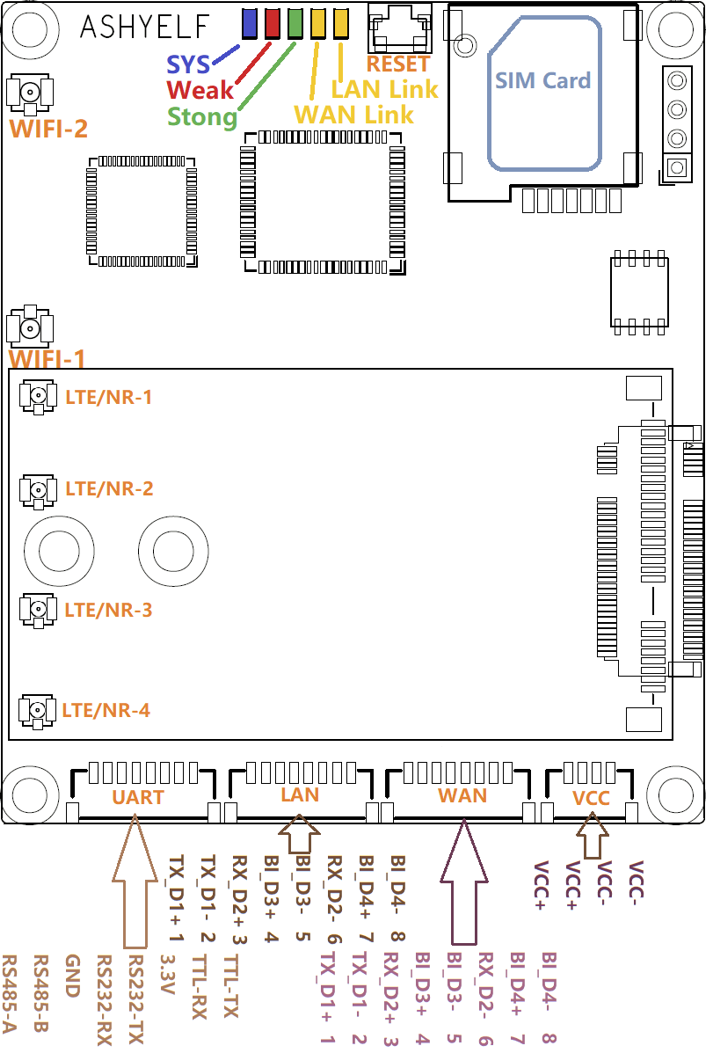 ASHYELF
SYS
Weak
Stong
RESET
LAN Link
WAN Link
SIM Card
WIFI-2
WIFI-1
LTE/NR-1
LTE/NR-2
LTE/NR-3
LTE/NR-4
UART
LAN
WAN
VCC
TX_D1+ 1
TX_D1- 2
RX_D2+ 3
BI_D3+ 4
BI_D3- 5
RX_D2- 6
BI_D4+ 7
BI_D4- 8
VCC+
VCC+
VCC-
VCC-
RS485-A
RS485-B
GND
RS232-RX
RS232-TX
3.3V
TTL-RX
TTL-TX
TX_D1+ 1
TX_D1- 2
RX_D2+ 3
BI_D3+ 4
BI_D3- 5
RX_D2- 6
BI_D4+ 7
BI_D4- 8